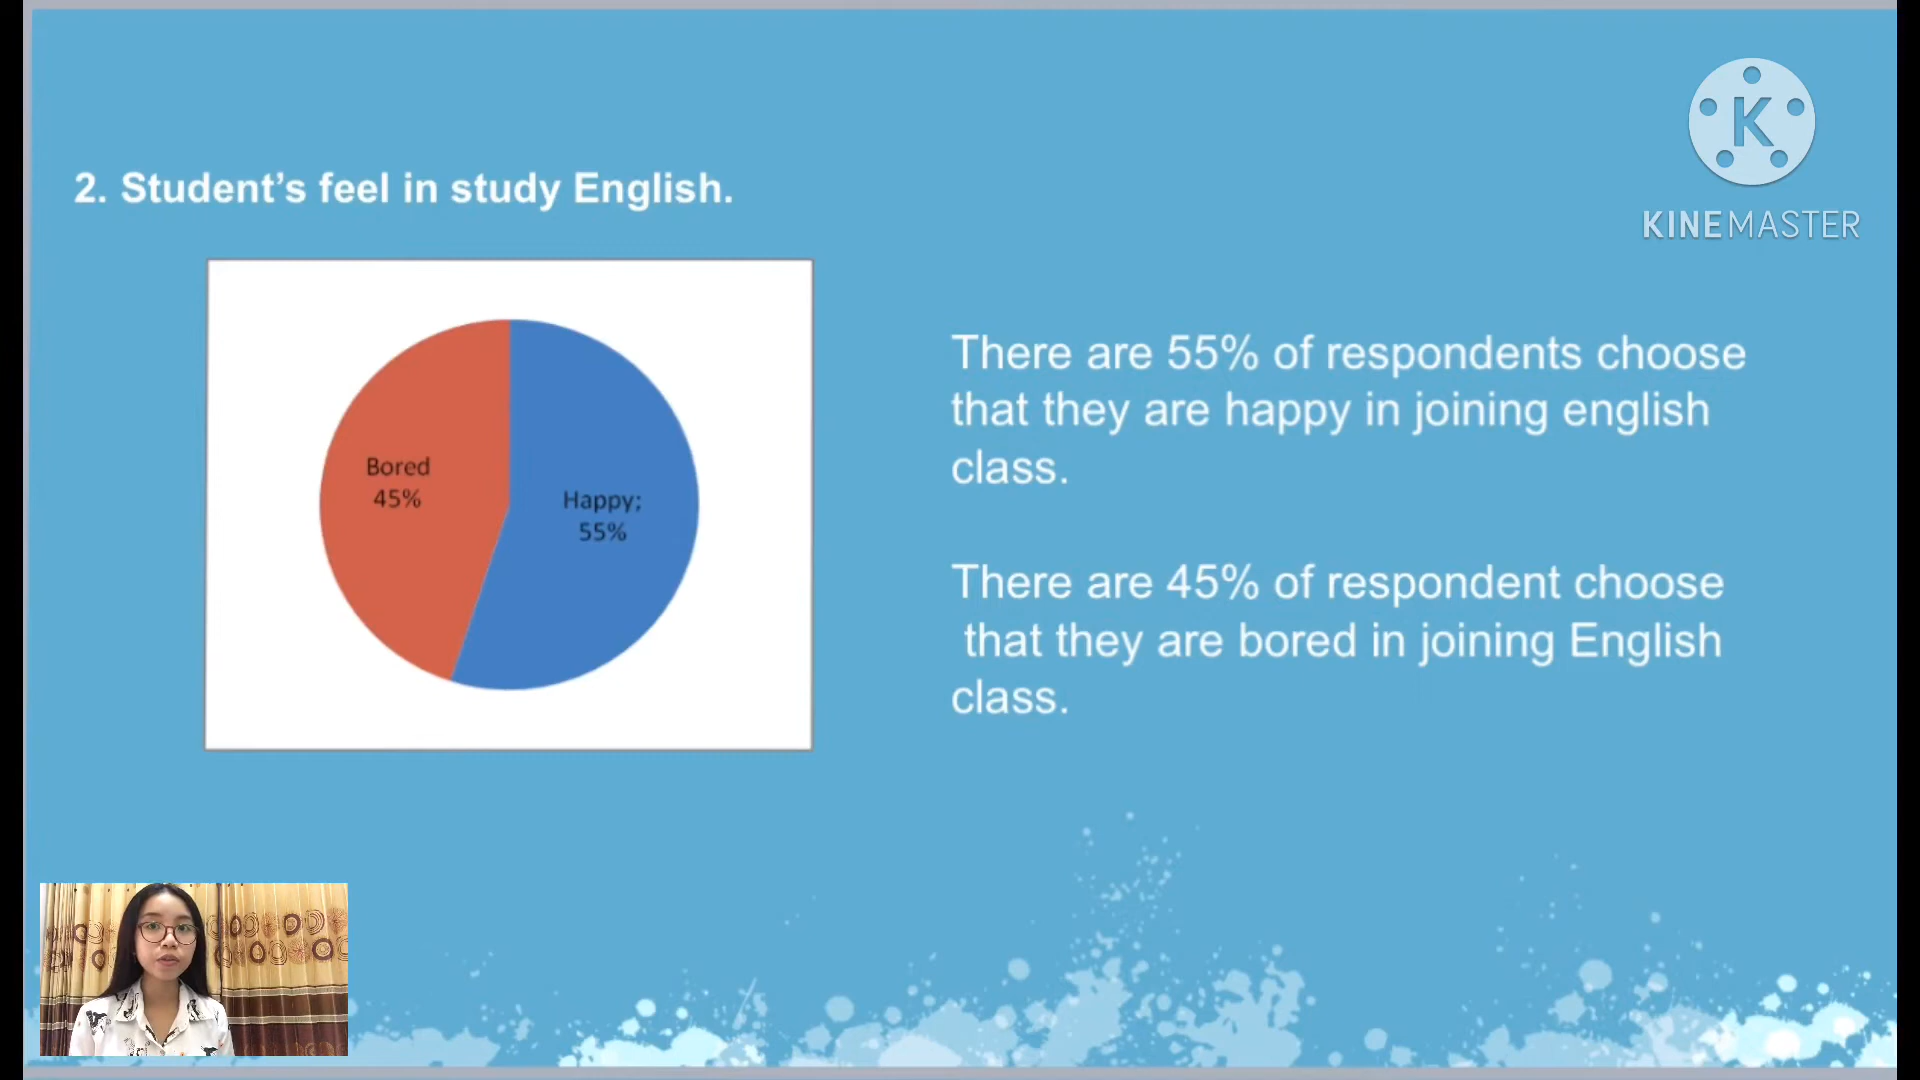 2. Student’s feel in study English.
Bored
45%
Happy;
55%
There are 55% of respondents choose
that they are happy in joining english
class.
There are 45% of respondent choose
that they are bored in joining English
class.
K
KINEMASTER